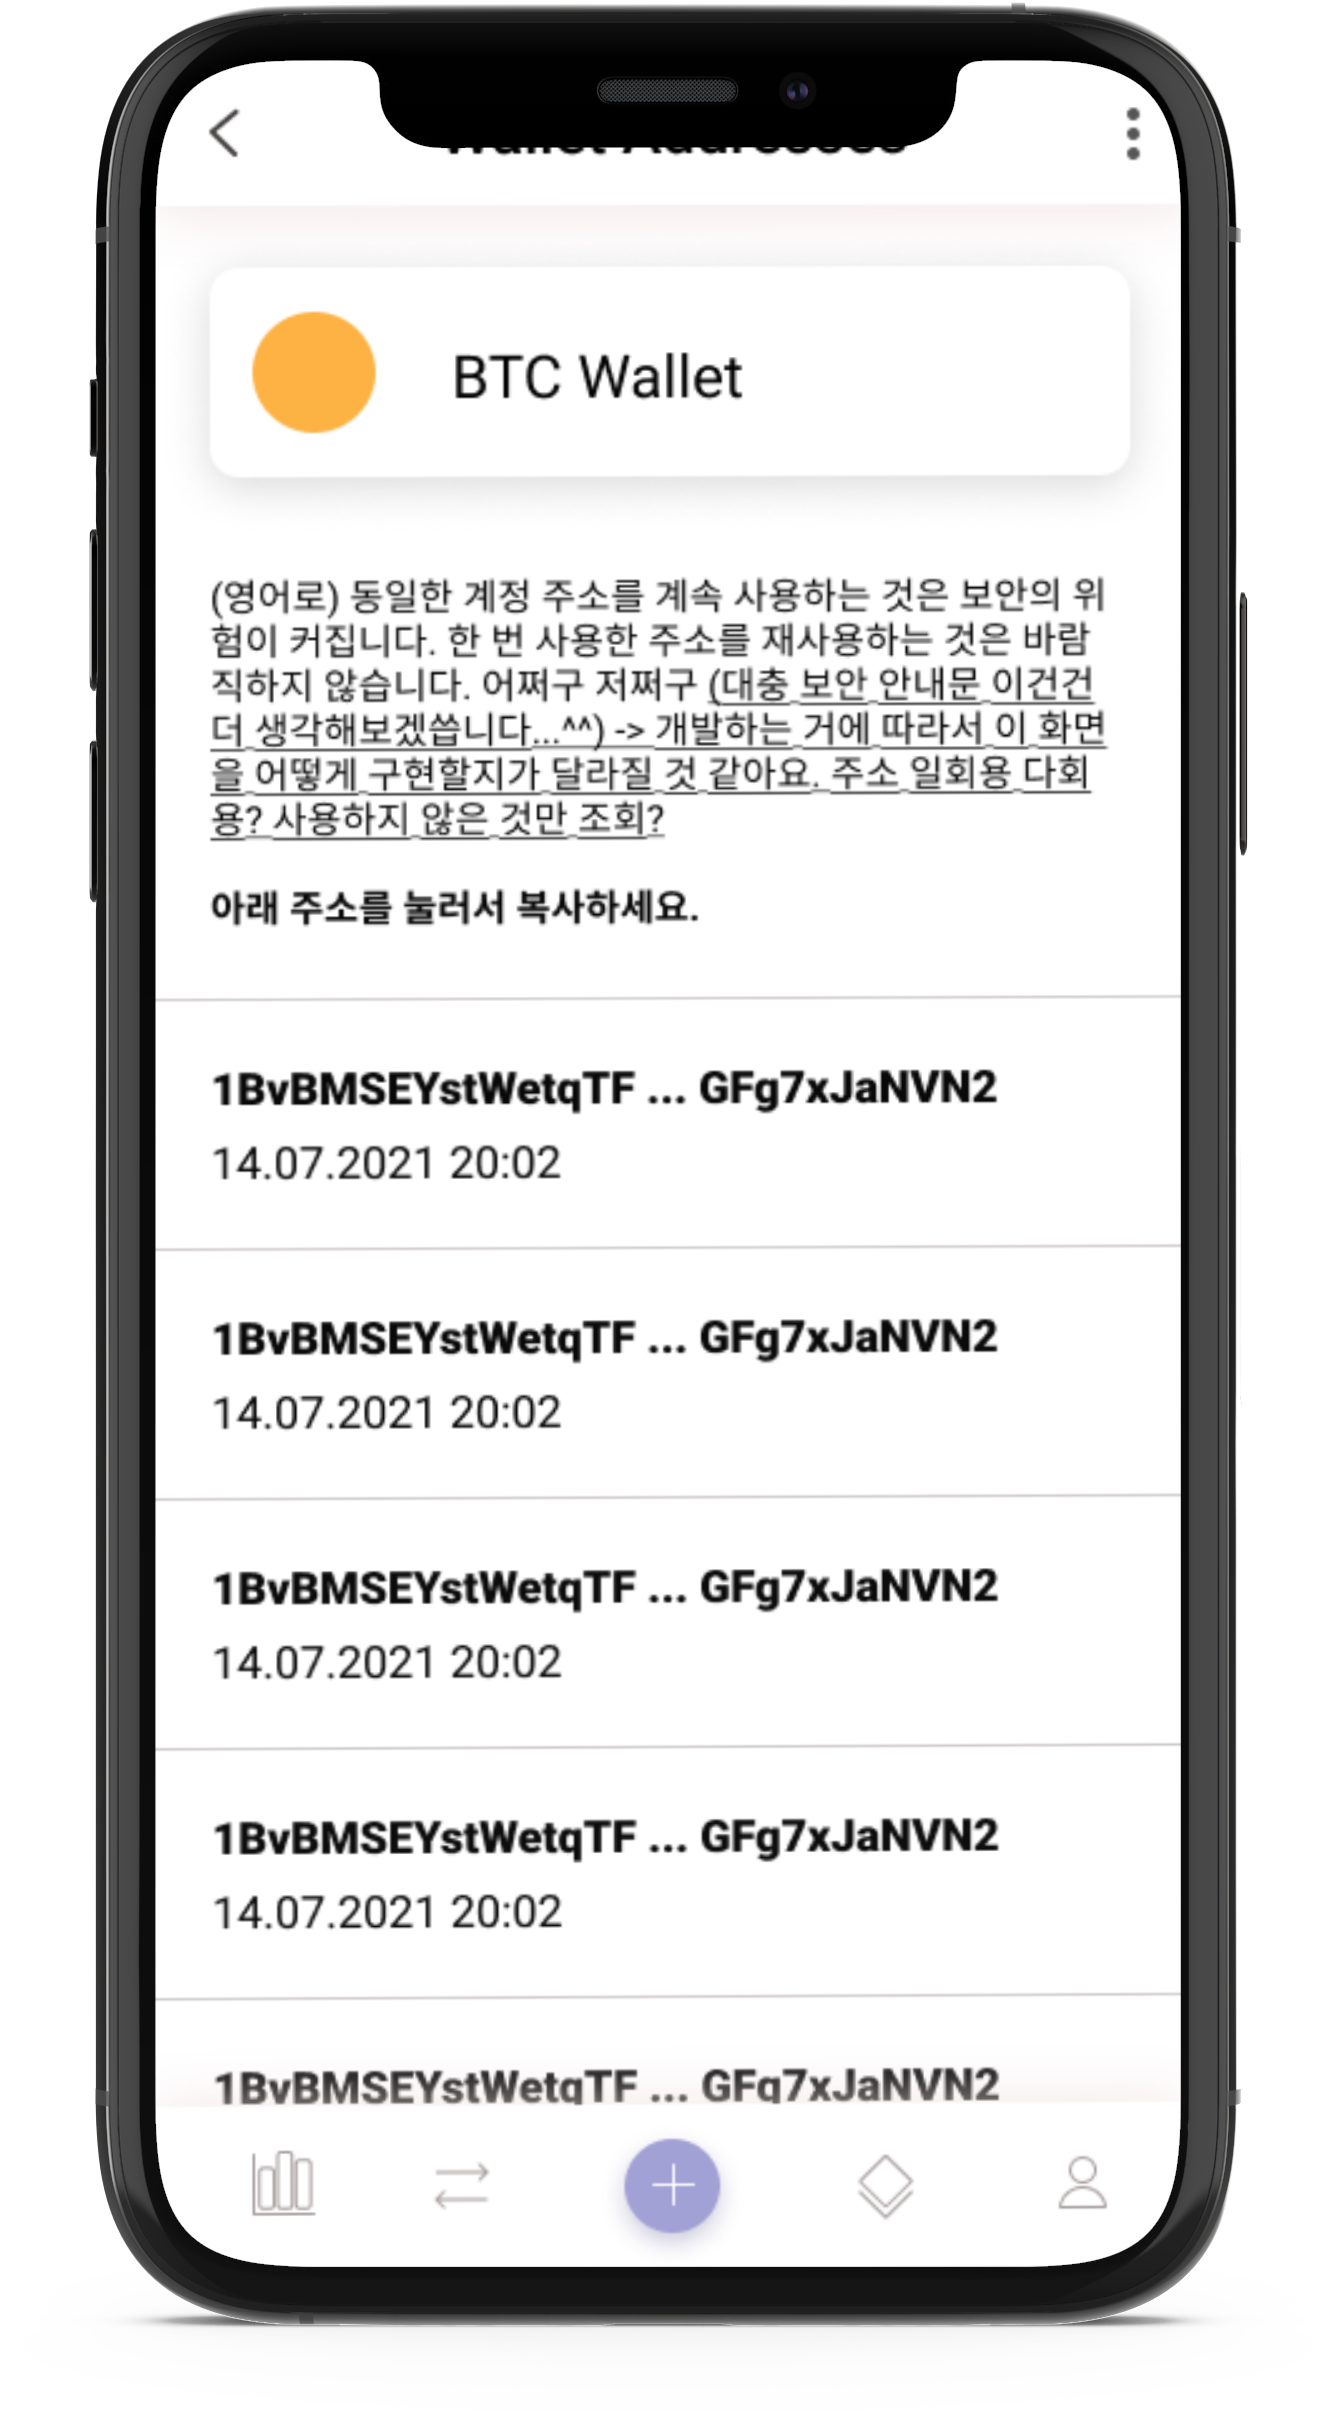 BTC Wallet
(영어로) 동일한 계정 주소를 계속 사용하는 것은 보안의 위
험이 커집니다. 한 번 사용한 주소를 재사용하는 것은 바람
직하지 않습니다. 어쩌구 저쩌구 (대충 보안 안내문 이건건
더 생각해보겠씁니다...^^) -> 개발하는 거에 따라서 이 화면
을 어떻게 구현할지가 달라질 것 같아요. 주소 일회용 다회
용? 사용하지 않은 것만 조회?
아래 주소를 눌러서 복사하세요.
1BvBMSEYstWetqTF ... GFg7xJaNVN2
14.07.2021 20:02
1BvBMSEYstWetqTF ... GFg7xJaNVN2
14.07.2021 20:02
1BvBMSEYstWetqTF ... GFg7xJaNVN2
14.07.2021 20:02
1BvBMSEYstWetqTF ... GFg7xJaNVN2
14.07.2021 20:02
1BvBMSEYstWetqTF ... GFg7xJaNVN2